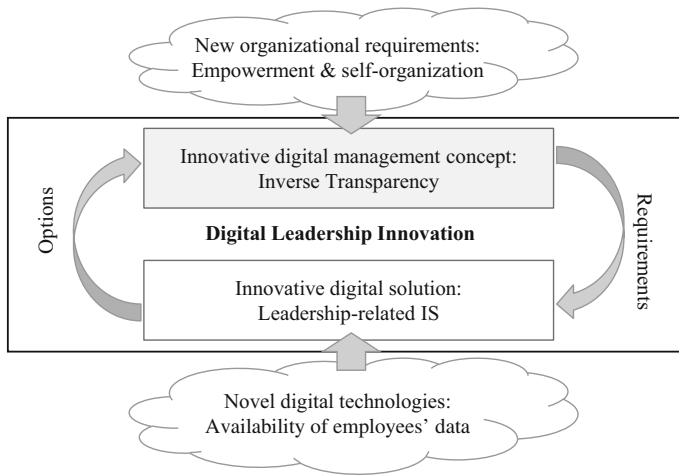 New organizational requirements:
Empowerment & self-organization
Innovative digital management concept:
Inverse Transparency
Options
Digital Leadership Innovation
Requirements
Innovative digital solution:
Leadership-related IS
Novel digital technologies:
Availability of employees’ data